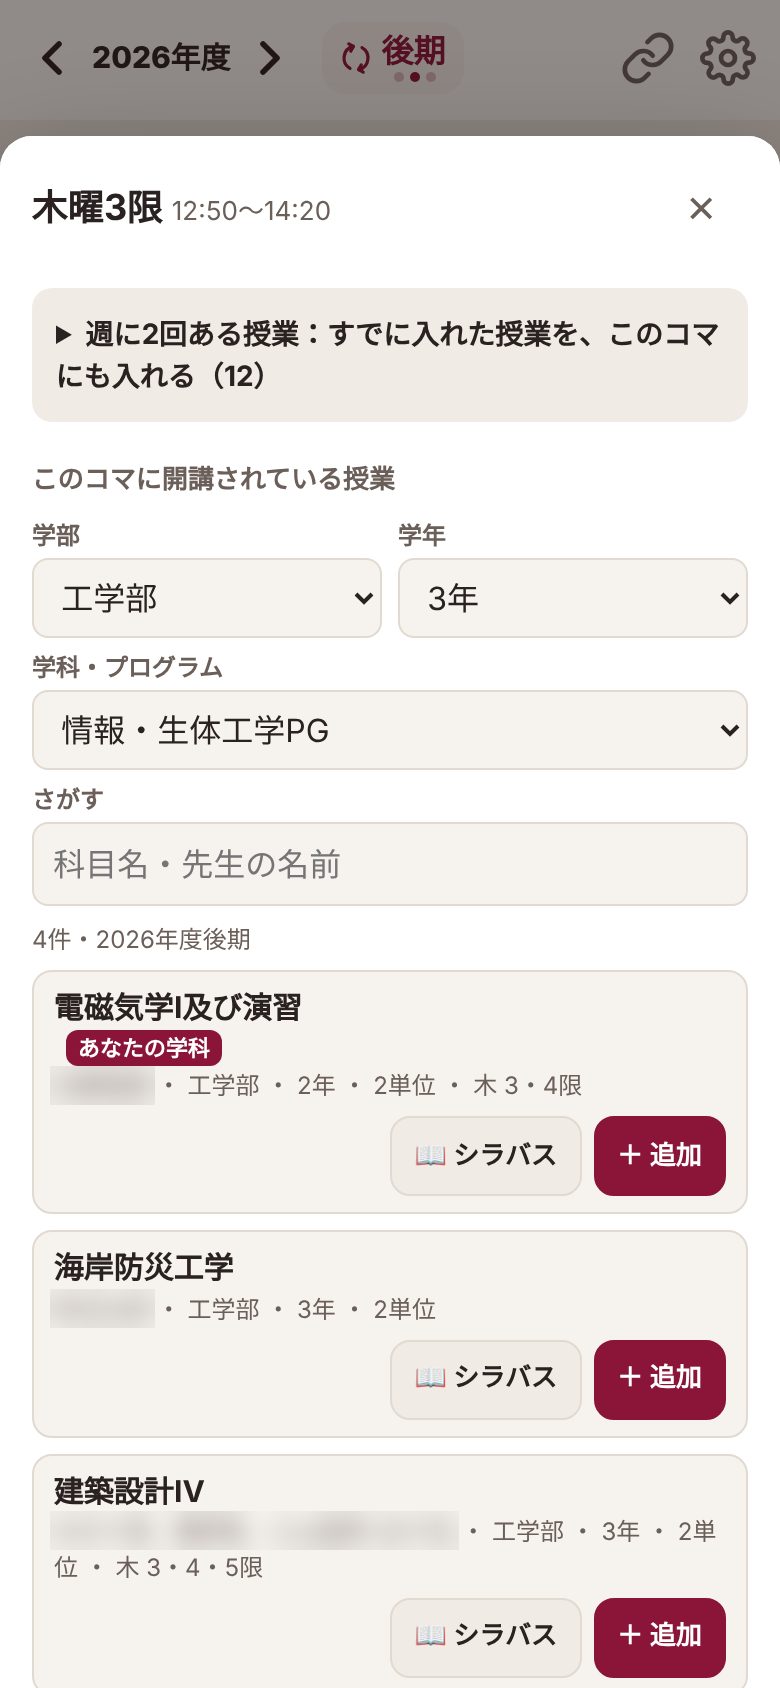 2026年度
後期
木曜3限 12:50〜14:20
▶ 週に2回ある授業：すでに入れた授業を、このコマ
にも入れる（12）
このコマに開講されている授業
学部
学年
工学部
3年
学科・プログラム
情報・生体工学PG
さがす
科目名・先生の名前
4件・2026年度後期
電磁気学I及び演習
あなたの学科
・ 工学部 ・ 2年 ・ 2単位 ・ 木 3・4限
シラバス
＋ 追加
海岸防災工学
・ 工学部 ・ 3年 ・ 2単位
シラバス
＋ 追加
建築設計IV
・ 工学部 ・ 3年 ・ 2単
位 ・ 木 3・4・5限
シラバス
＋ 追加